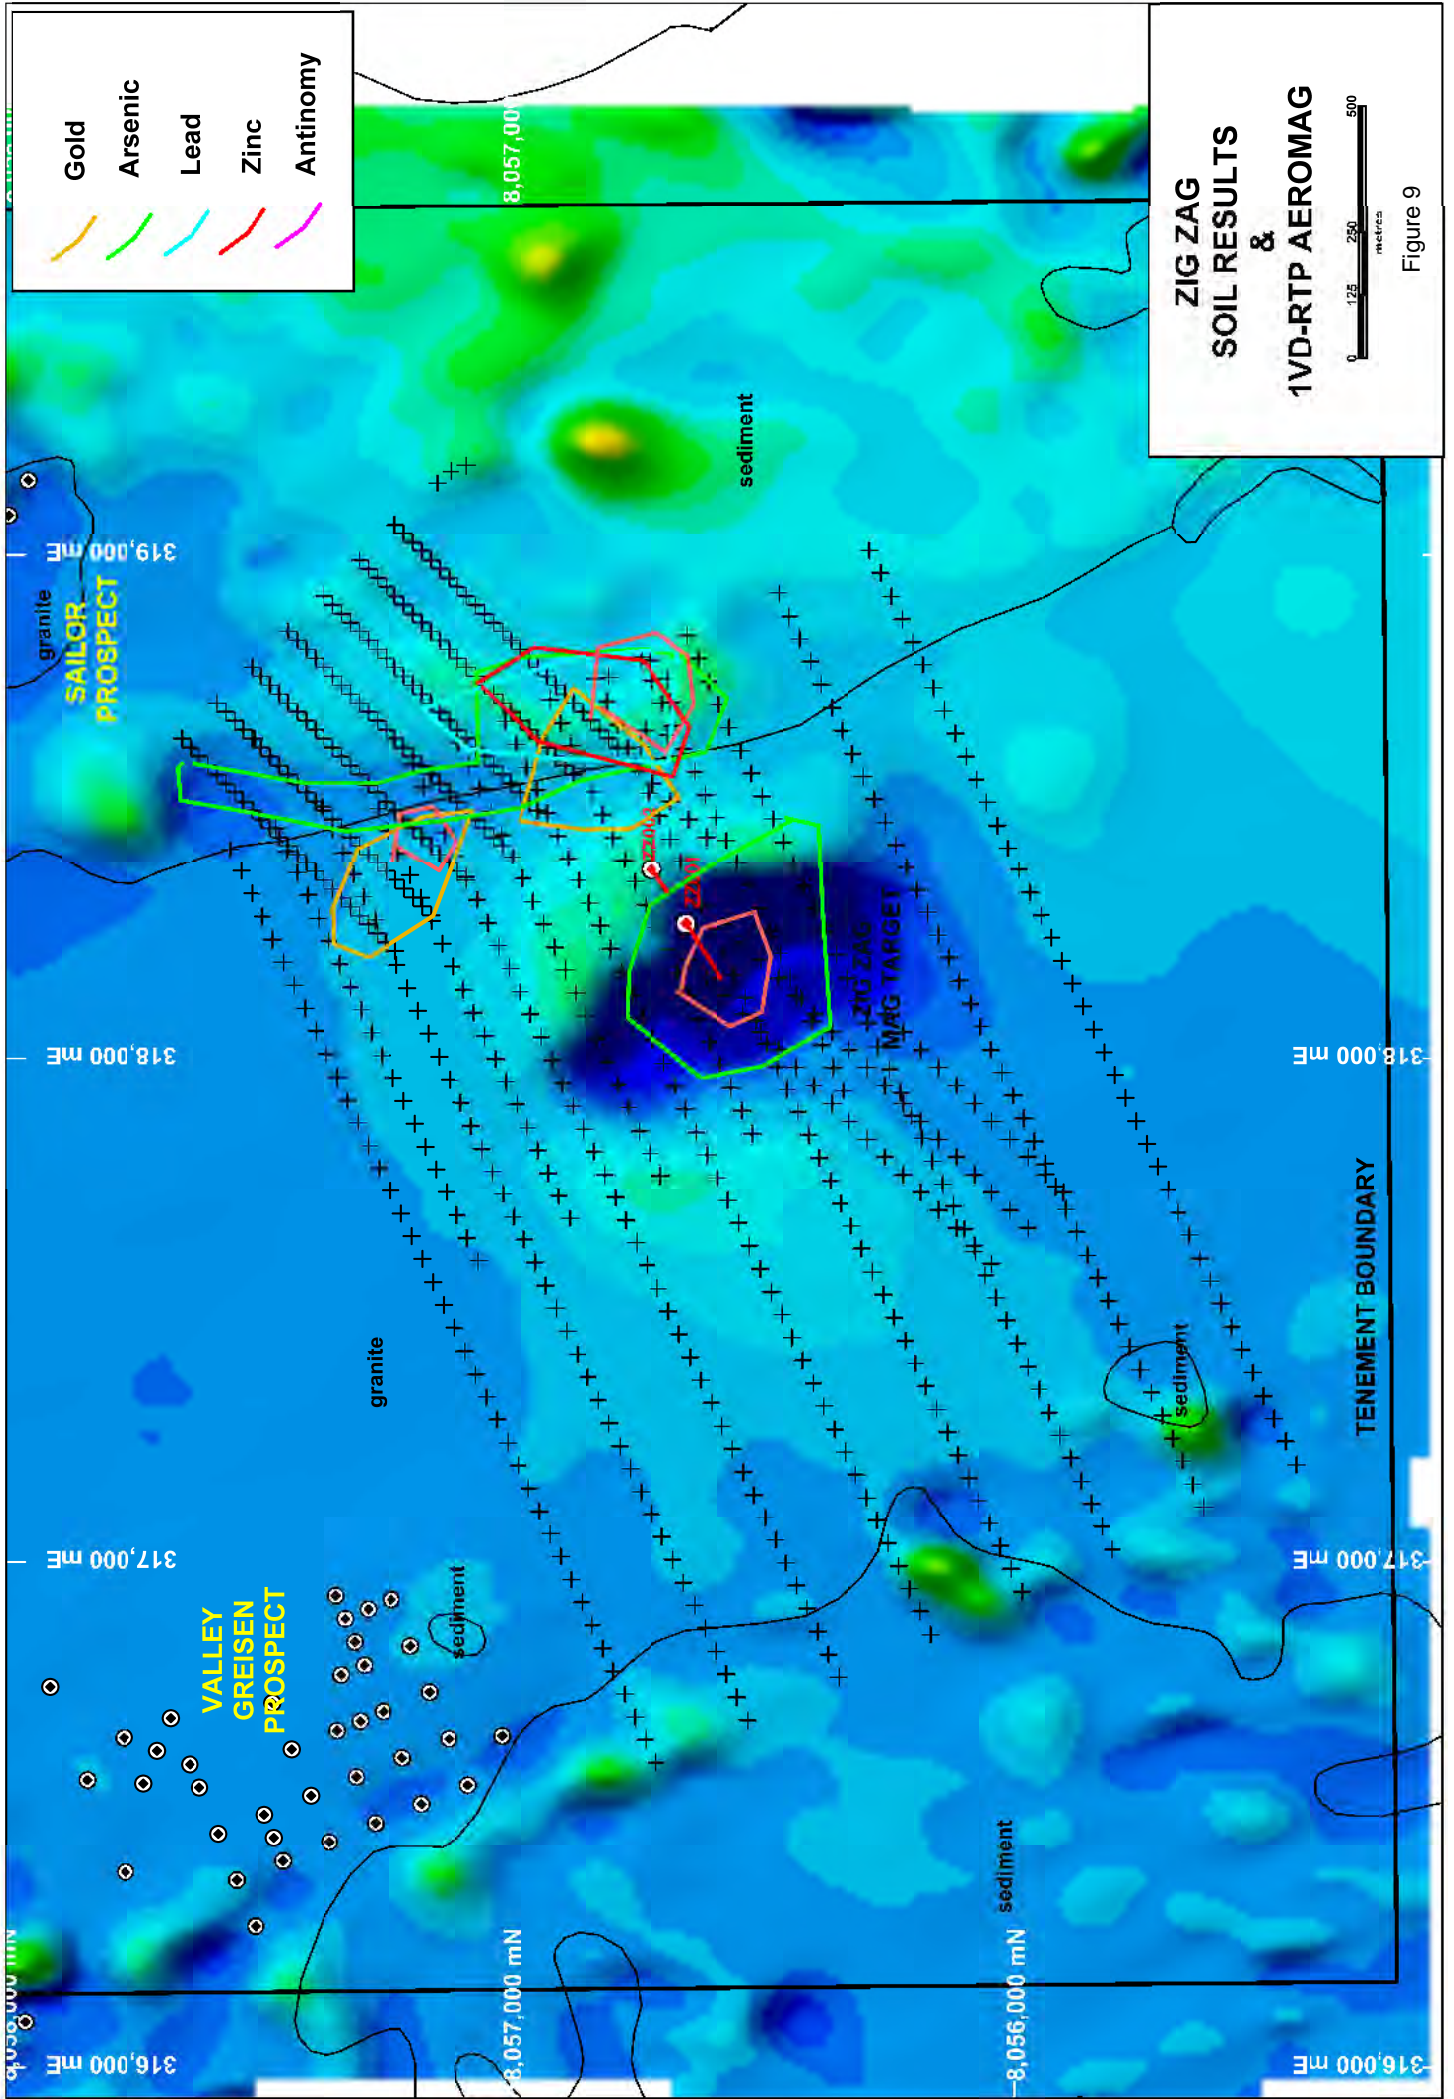 Gold
Arsenic
Lead
Zinc
Antinomy
ZIG ZAG
SOIL RESULTS
&
1VD-RTP AEROMAG
0 125 250 500
metres
Figure 9
SAILOR
PROSPECT
granite
319,000 mE
8,057,000
sediment
318,000 mE
318,000 mE
ZIG ZAG
MAG TARGET
granite
TENEMENT BOUNDARY
sediment
317,000 mE
317,000 mE
VALLEY
GREISEN
PROSPECT
sediment
sediment
8,057,000 mN
8,056,000 mN
316,000 mE
316,000 mE